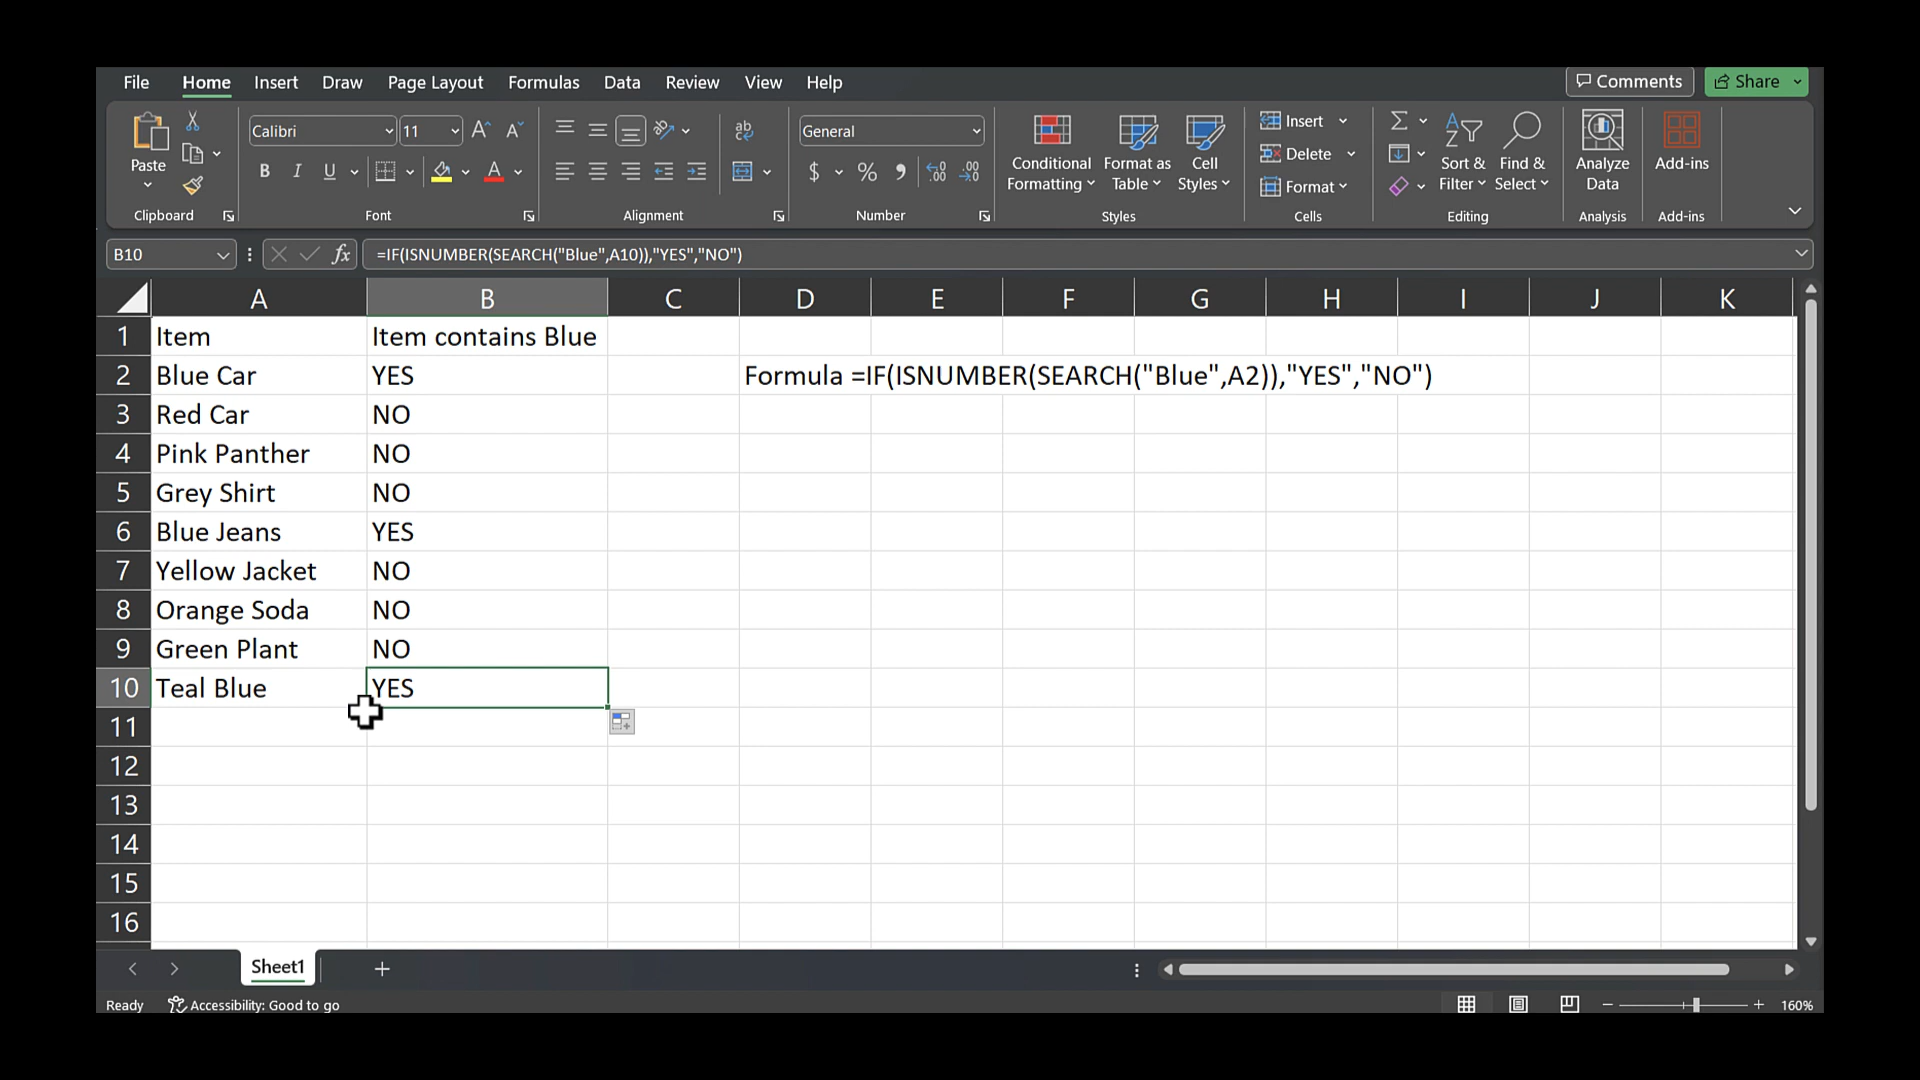 File Home Insert Draw Page Layout Formulas Data Review View Help Comments Share
Paste Calibri 11 ab c General Conditional Formatting Format as Table Cell Styles Insert Delete Format Sort & Filter Find & Select Analyze Data Add-ins
B I U A $ %
Clipboard Font Alignment Number Styles Cells Editing Analysis Add-ins
B10 fx =IF(ISNUMBER(SEARCH("Blue",A10)),"YES","NO")
A B C D E F G H I J K
1 Item Item contains Blue
2 Blue Car YES Formula =IF(ISNUMBER(SEARCH("Blue",A2)),"YES","NO")
3 Red Car NO
4 Pink Panther NO
5 Grey Shirt NO
6 Blue Jeans YES
7 Yellow Jacket NO
8 Orange Soda NO
9 Green Plant NO
10 Teal Blue YES
11
12
13
14
15
16
Sheet1
Ready Accessibility: Good to go 160%